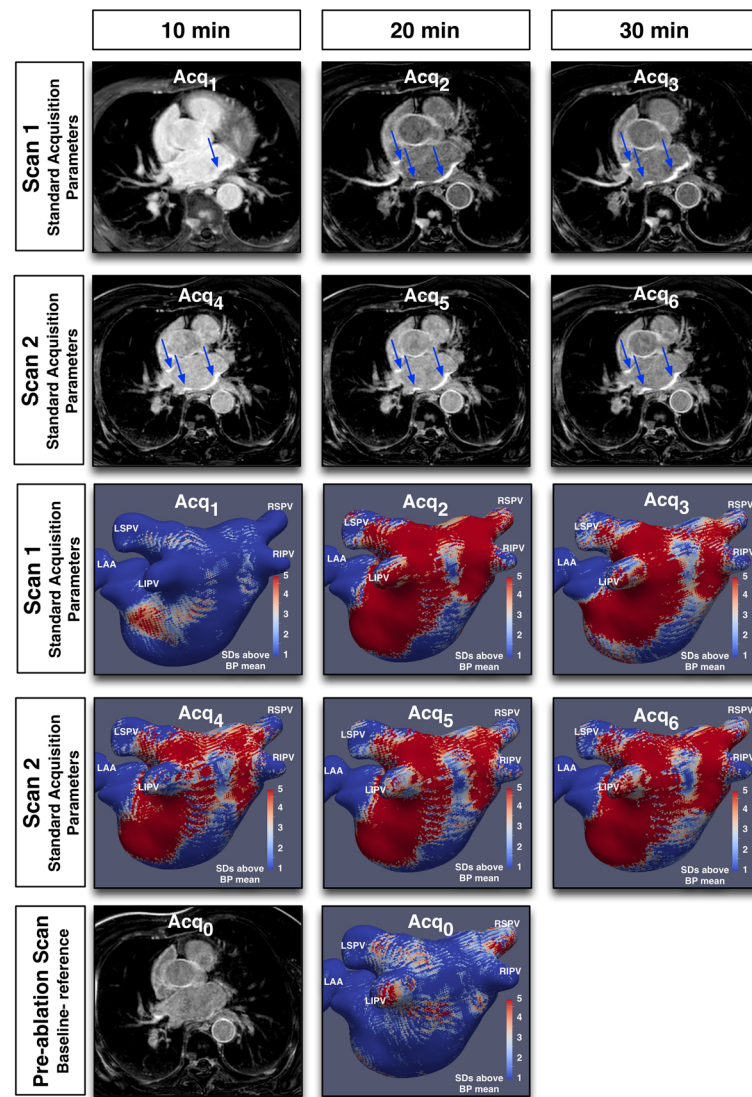 10 min
20 min
30 min
Scan 1
Standard Acquisition
Parameters
Acq1
Acq2
Acq3
Scan 2
Standard Acquisition
Parameters
Acq4
Acq5
Acq6
Scan 1
Standard Acquisition
Parameters
Acq1
LSPV
RSPV
LAA
RIPV
LIPV
5
4
3
2
1
SDs above
BP mean
Acq2
LSPV
RSPV
LAA
RIPV
LIPV
5
4
3
2
1
SDs above
BP mean
Acq3
LSPV
RSPV
LAA
RIPV
LIPV
5
4
3
2
1
SDs above
BP mean
Scan 2
Standard Acquisition
Parameters
Acq4
LSPV
RSPV
LAA
RIPV
LIPV
5
4
3
2
1
SDs above
BP mean
Acq5
LSPV
RSPV
LAA
RIPV
LIPV
5
4
3
2
1
SDs above
BP mean
Acq6
LSPV
RSPV
LAA
RIPV
LIPV
5
4
3
2
1
SDs above
BP mean
Pre-ablation Scan
Baseline- reference
Acq0
Acq0
LSPV
RSPV
LAA
RIPV
LIPV
5
4
3
2
1
SDs above
BP mean